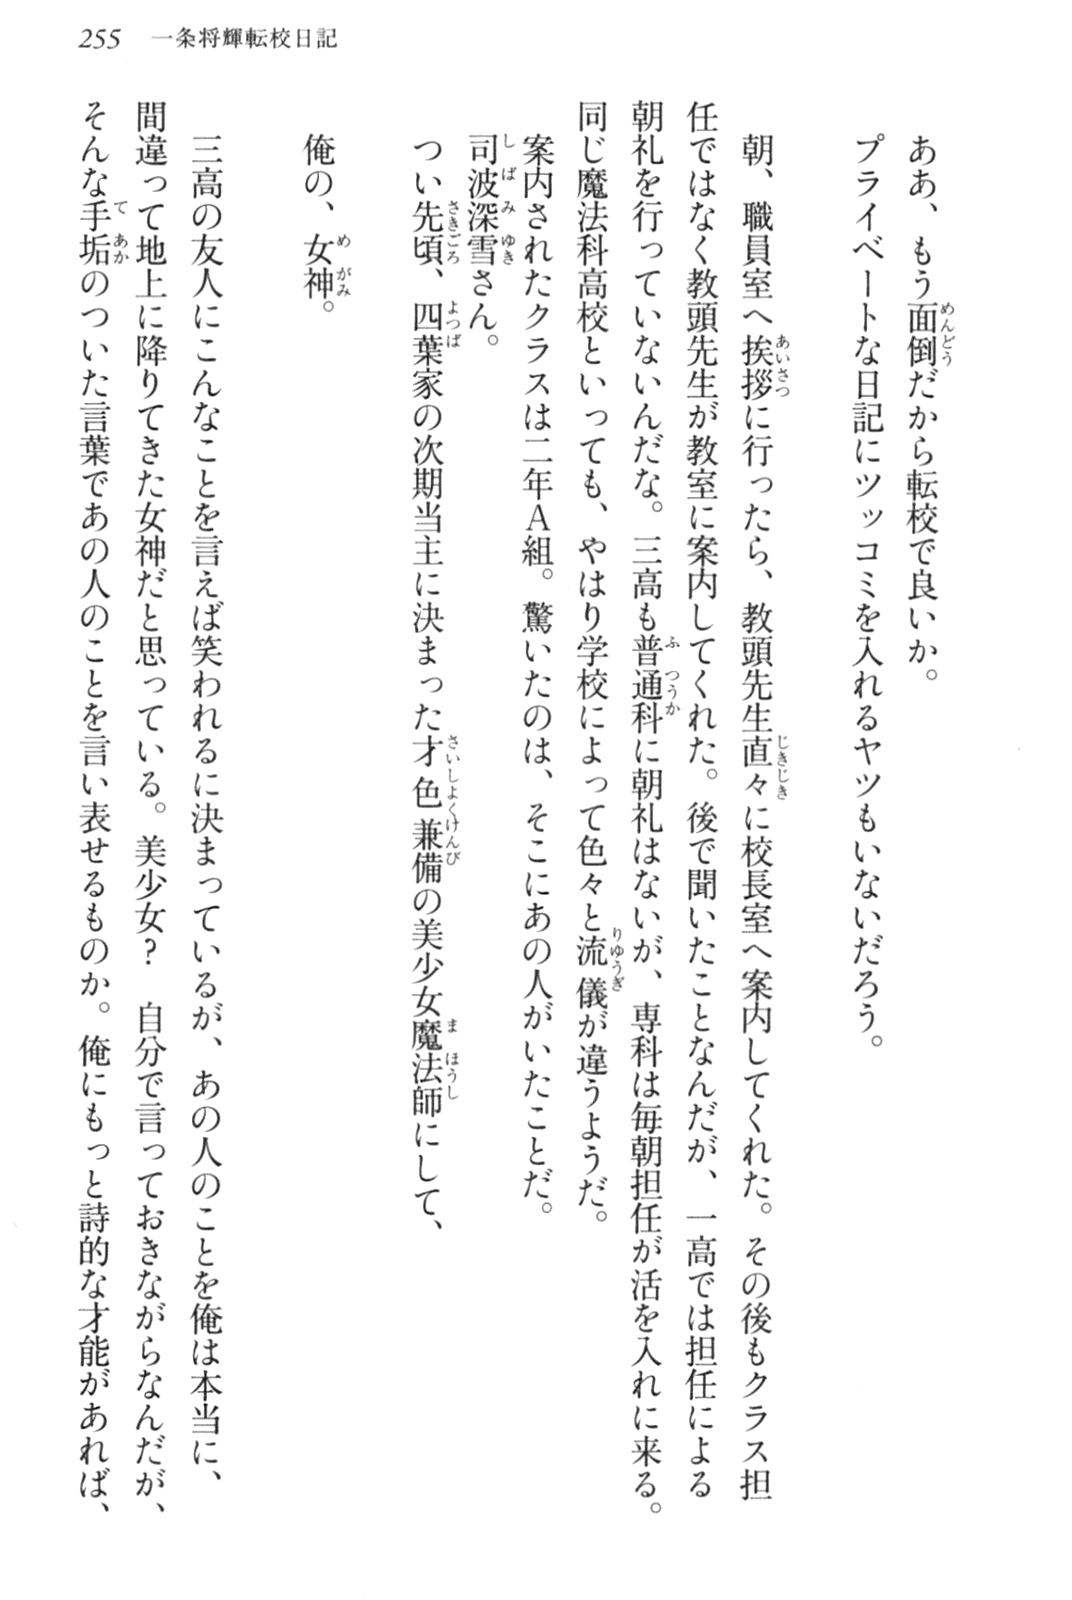 255　一条将輝転校日記
ああ、もう面倒だから転校で良いか。
プライベートな日記にツッコミを入れるヤツもいないだろう。
朝、職員室へ挨拶に行ったら、教頭先生直々に校長室へ案内してくれた。その後もクラス担
任ではなく教頭先生が教室に案内してくれた。後で聞いたことなんだが、一高では担任による
朝礼を行っていないんだな。三高も普通科に朝礼はないが、専科は毎朝担任が活を入れに来る。
同じ魔法科高校といっても、やはり学校によって色々と流儀が違うようだ。
案内されたクラスは二年A組。驚いたのは、そこにあの人がいたことだ。
司波深雪さん。
つい先頃、四葉家の次期当主に決まった才色兼備の美少女魔法師にして、
俺の、女神。
三高の友人にこんなことを言えば笑われるに決まっているが、あの人のことを俺は本当に、
間違って地上に降りてきた女神だと思っている。美少女？　自分で言っておきながらなんだが、
そんな手垢のついた言葉であの人のことを言い表せるものか。俺にもっと詩的な才能があれば、